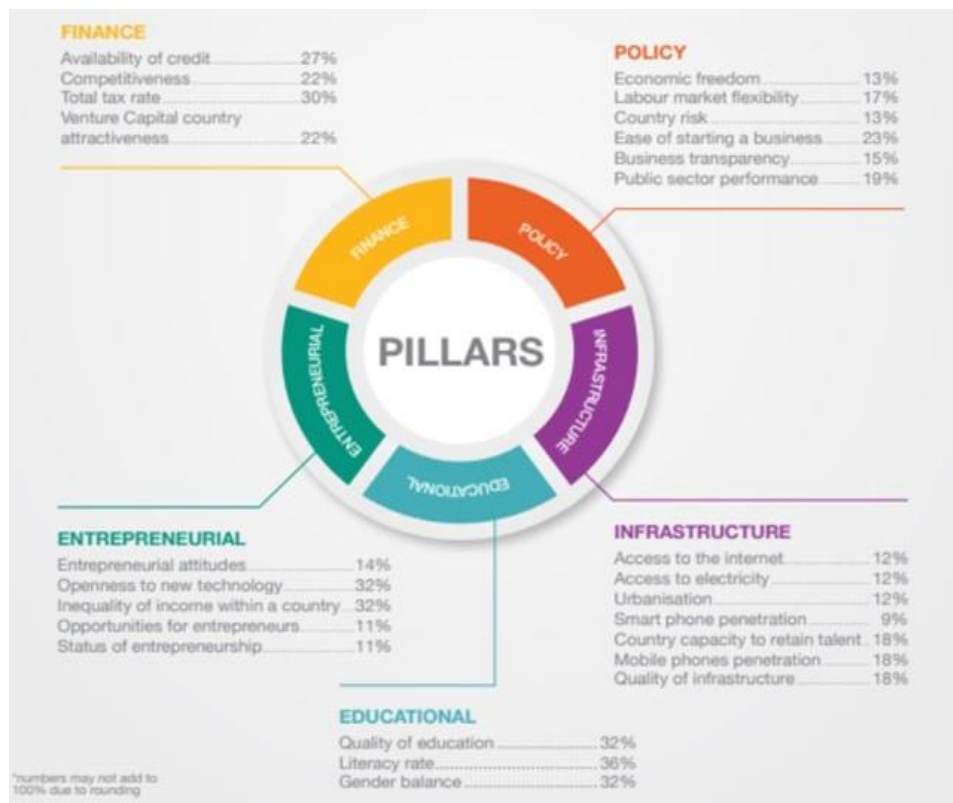 FINANCE
Availability of credit 27%
Competitiveness 22%
Total tax rate 30%
Venture Capital country
attractiveness 22%
POLICY
Economic freedom 13%
Labour market flexibility 17%
Country risk 13%
Ease of starting a business 23%
Business transparency 15%
Public sector performance 19%
FINANCE
POLICY
PILLARS
ENTREPRENEURIAL
INFRASTRUCTURE
EDUCATIONAL
ENTREPRENEURIAL
Entrepreneurial attitudes 14%
Openness to new technology 32%
Inequality of income within a country 32%
Opportunities for entrepreneurs 11%
Status of entrepreneurship 11%
INFRASTRUCTURE
Access to the internet 12%
Access to electricity 12%
Urbanisation 12%
Smart phone penetration 9%
Country capacity to retain talent 18%
Mobile phones penetration 18%
Quality of infrastructure 18%
EDUCATIONAL
Quality of education 32%
Literacy rate 36%
Gender balance 32%
*numbers may not add to
100% due to rounding